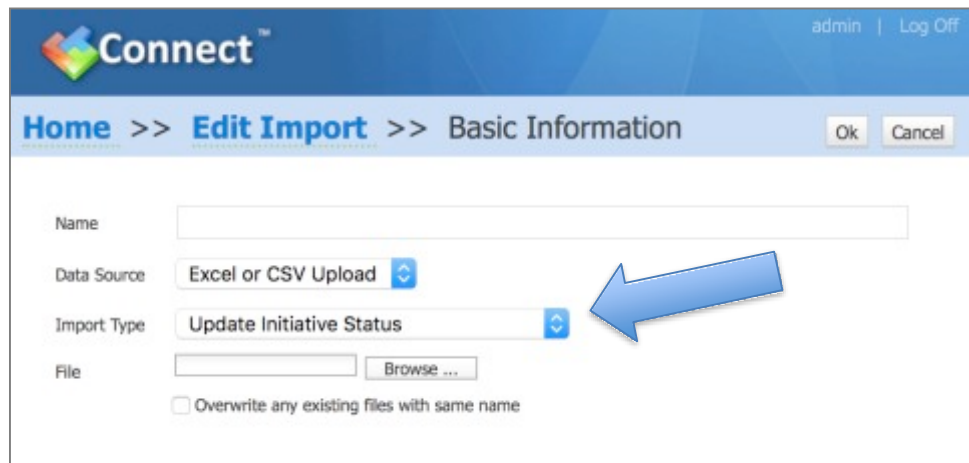 admin | Log Off
Connect™
Home >> Edit Import >> Basic Information
Ok Cancel
Name
Data Source Excel or CSV Upload
Import Type Update Initiative Status
File Browse ...
Overwrite any existing files with same name